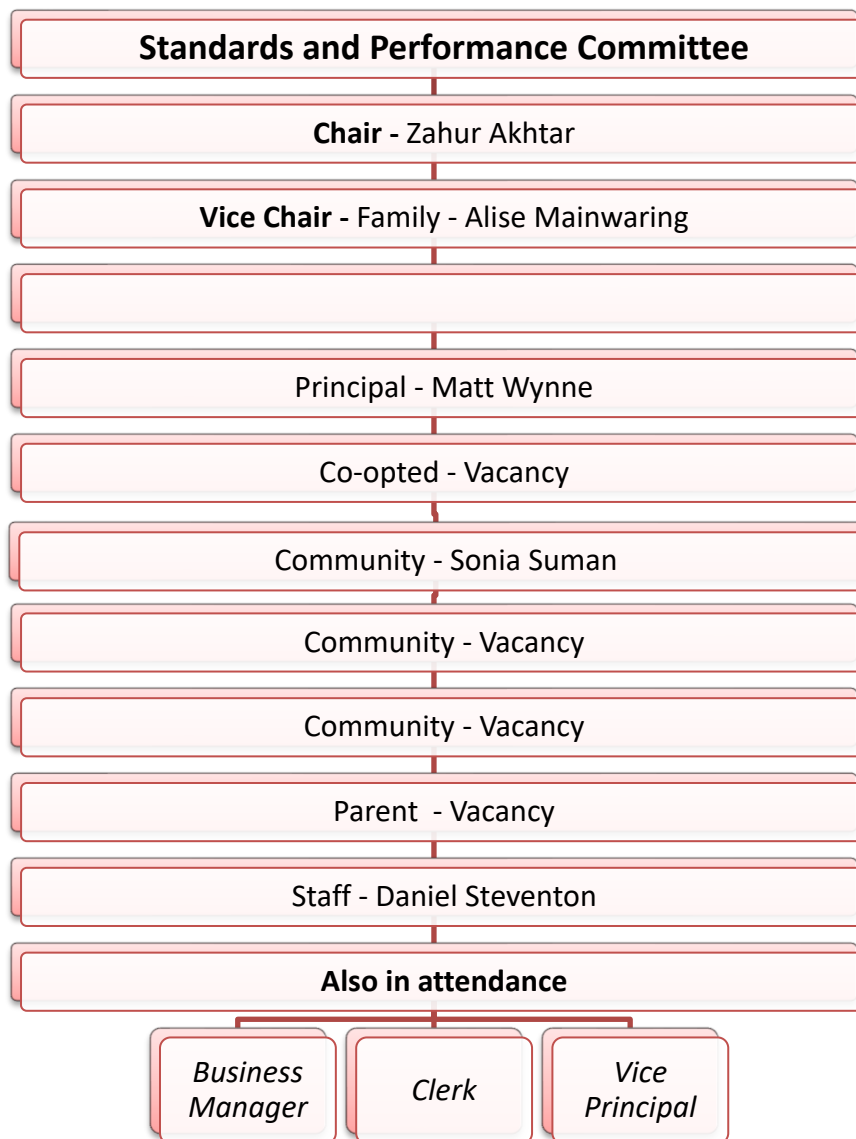 Standards and Performance Committee
Chair - Zahur Akhtar
Vice Chair - Family - Alise Mainwaring
Principal - Matt Wynne
Co-opted - Vacancy
Community - Sonia Suman
Community - Vacancy
Community - Vacancy
Parent  - Vacancy
Staff - Daniel Steventon
Also in attendance
Business
Manager
Clerk
Vice
Principal